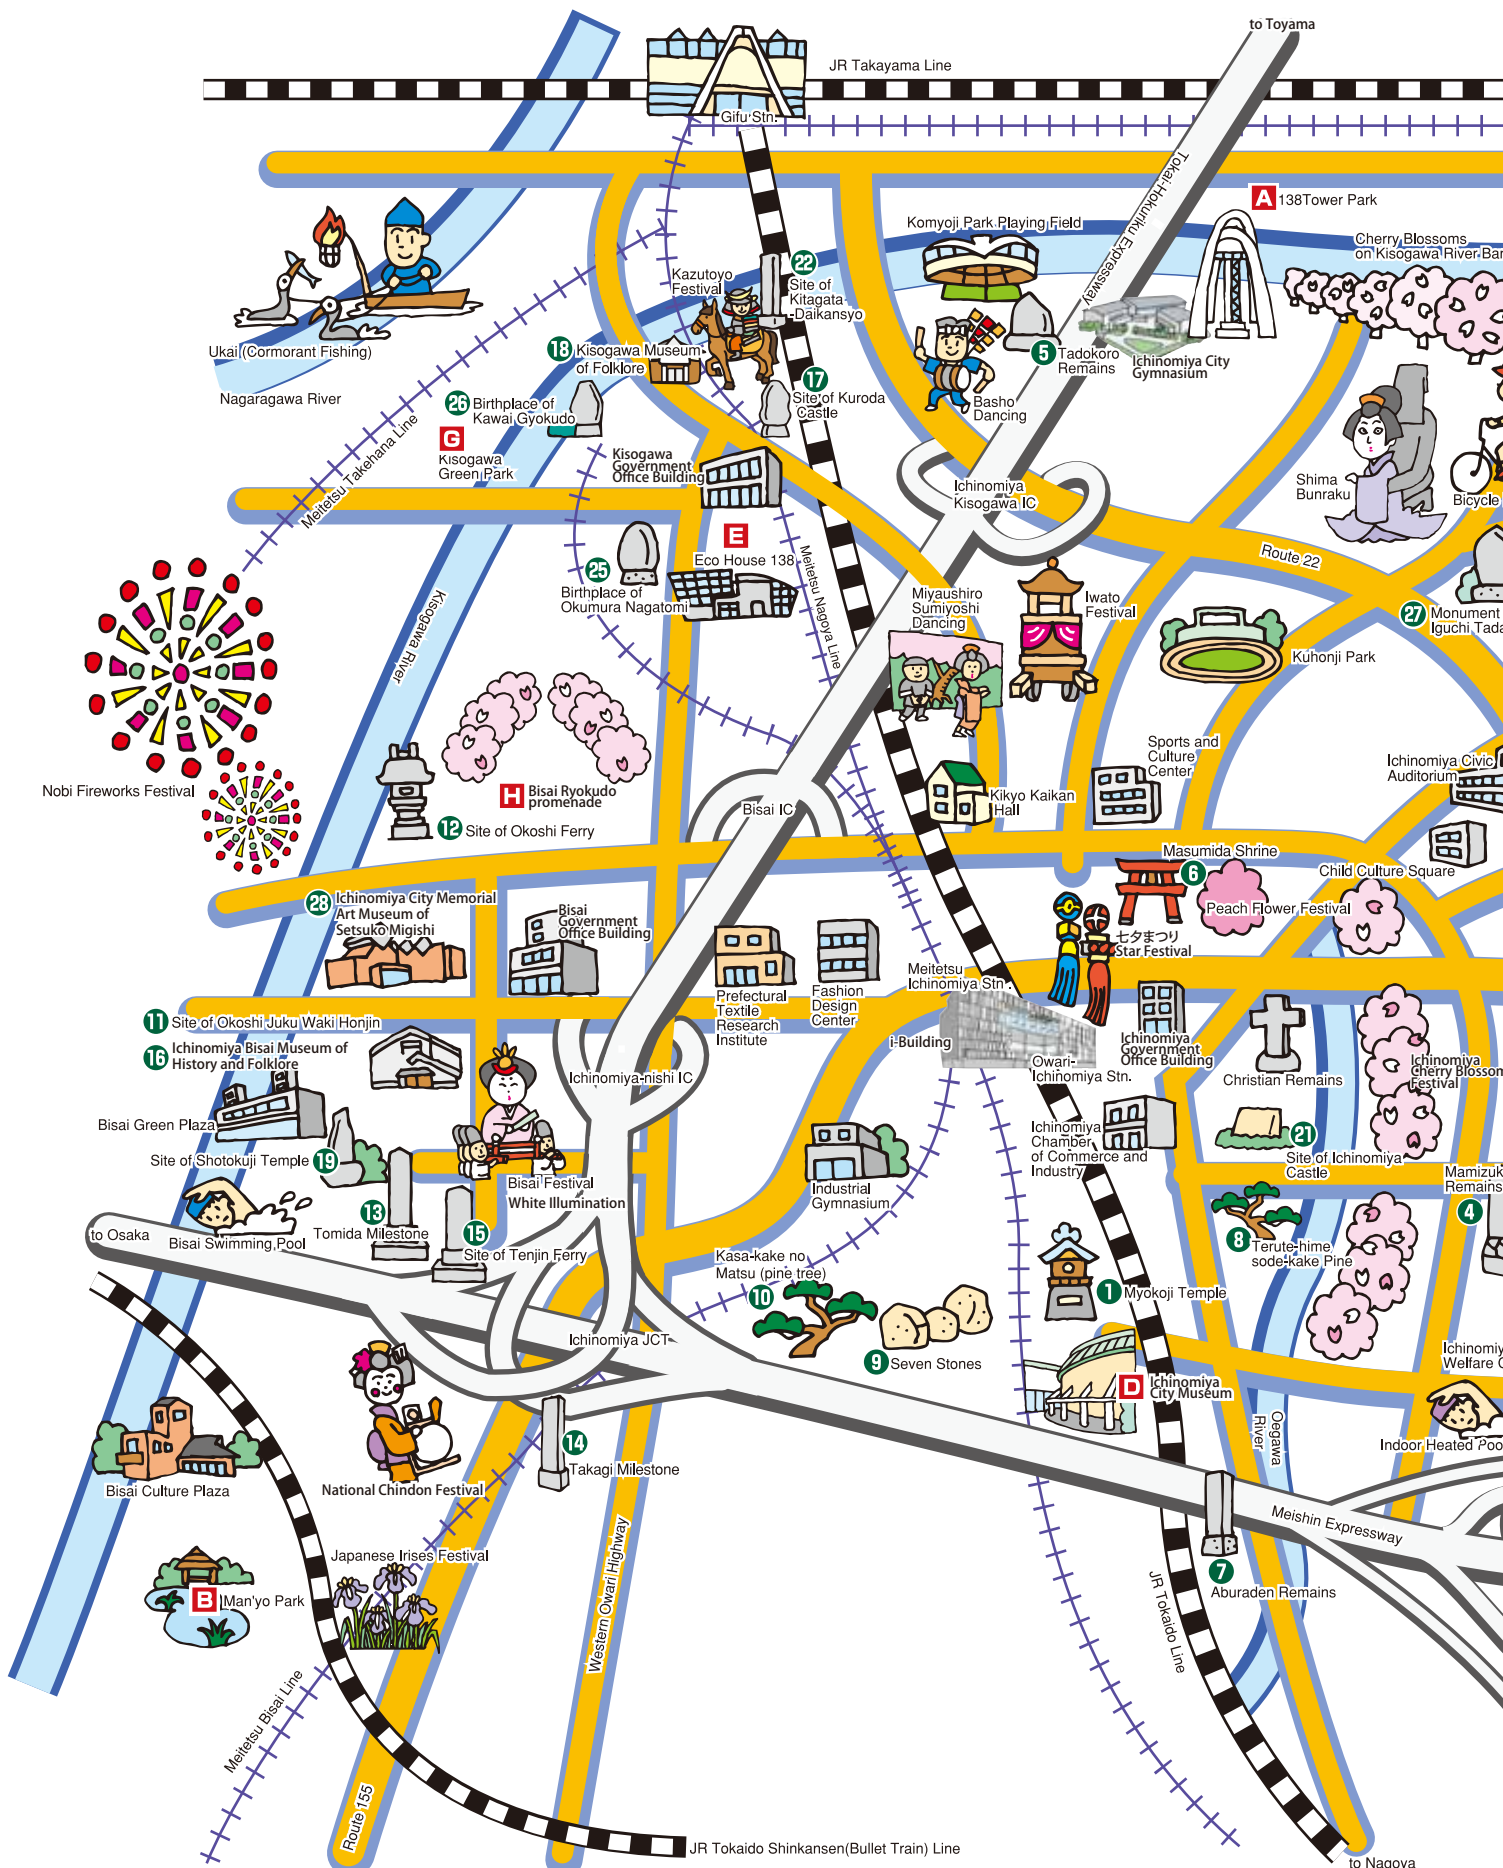 to Toyama
JR Takayama Line
Gifu Stn.
Tokai-Hokuriku Expressway
A 138Tower Park
Komyoji Park Playing Field
Cherry Blossoms
on Kisogawa River Ban
Kazutoyo
Festival
22
Site of
Kitagata
-Daikansyo
Ukai (Cormorant Fishing)
Nagaragawa River
18 Kisogawa Museum
of Folklore
5 Tadokoro
Remains
Ichinomiya City
Gymnasium
17
Site of Kuroda
Castle
Basho
Dancing
26 Birthplace of
Kawai Gyokudo
G
Kisogawa
Green Park
Meitetsu Takehana Line
Kisogawa
Government
Office Building
Ichinomiya
Kisogawa IC
Shima
Bunraku
Bicycle
E
Eco House 138
Route 22
25
Birthplace of
Okumura Nagatomi
Meitetsu Nagoya Line
Miyaushiro
Sumiyoshi
Dancing
Iwato
Festival
27 Monument
Iguchi Tada
Kisogawa River
Kuhonji Park
Sports and
Culture
Center
Ichinomiya Civic
Auditorium
Nobi Fireworks Festival
H Bisai Ryokudo
promenade
Kikyo Kaikan
Hall
Bisai IC
12 Site of Okoshi Ferry
Masumida Shrine
6
Child Culture Square
28 Ichinomiya City Memorial
Art Museum of
Setsuko Migishi
Bisai
Government
Office Building
Peach Flower Festival
七夕まつり
Star Festival
Meitetsu
Ichinomiya Stn.
Prefectural
Textile
Research
Institute
Fashion
Design
Center
11 Site of Okoshi Juku Waki Honjin
16 Ichinomiya Bisai Museum of
History and Folklore
i-Building
Ichinomiya
Government
Office Building
Owari-
Ichinomiya Stn.
Ichinomiya
Cherry Blossom
Festival
Ichinomiya-nishi IC
Christian Remains
Bisai Green Plaza
Ichinomiya
Chamber
of Commerce and
Industry
21
Site of Ichinomiya
Castle
Site of Shotokuji Temple 19
Bisai Festival
White Illumination
Industrial
Gymnasium
Mamizuk
Remains
4
13
Tomida Milestone
15
Site of Tenjin Ferry
to Osaka
Bisai Swimming Pool
8 Terute-hime
sode-kake Pine
Kasa-kake no
Matsu (pine tree)
10
1 Myokoji Temple
Ichinomiya JCT
9 Seven Stones
Ichinomiy
Welfare C
D Ichinomiya
City Museum
Oegawa
River
Indoor Heated Poo
14
Takagi Milestone
Bisai Culture Plaza
National Chindon Festival
Meishin Expressway
Japanese Irises Festival
B Man'yo Park
Western Owari Highway
7
Aburaden Remains
JR Tokaido Line
Meitetsu Bisai Line
Route 155
JR Tokaido Shinkansen(Bullet Train) Line
to Nagoya